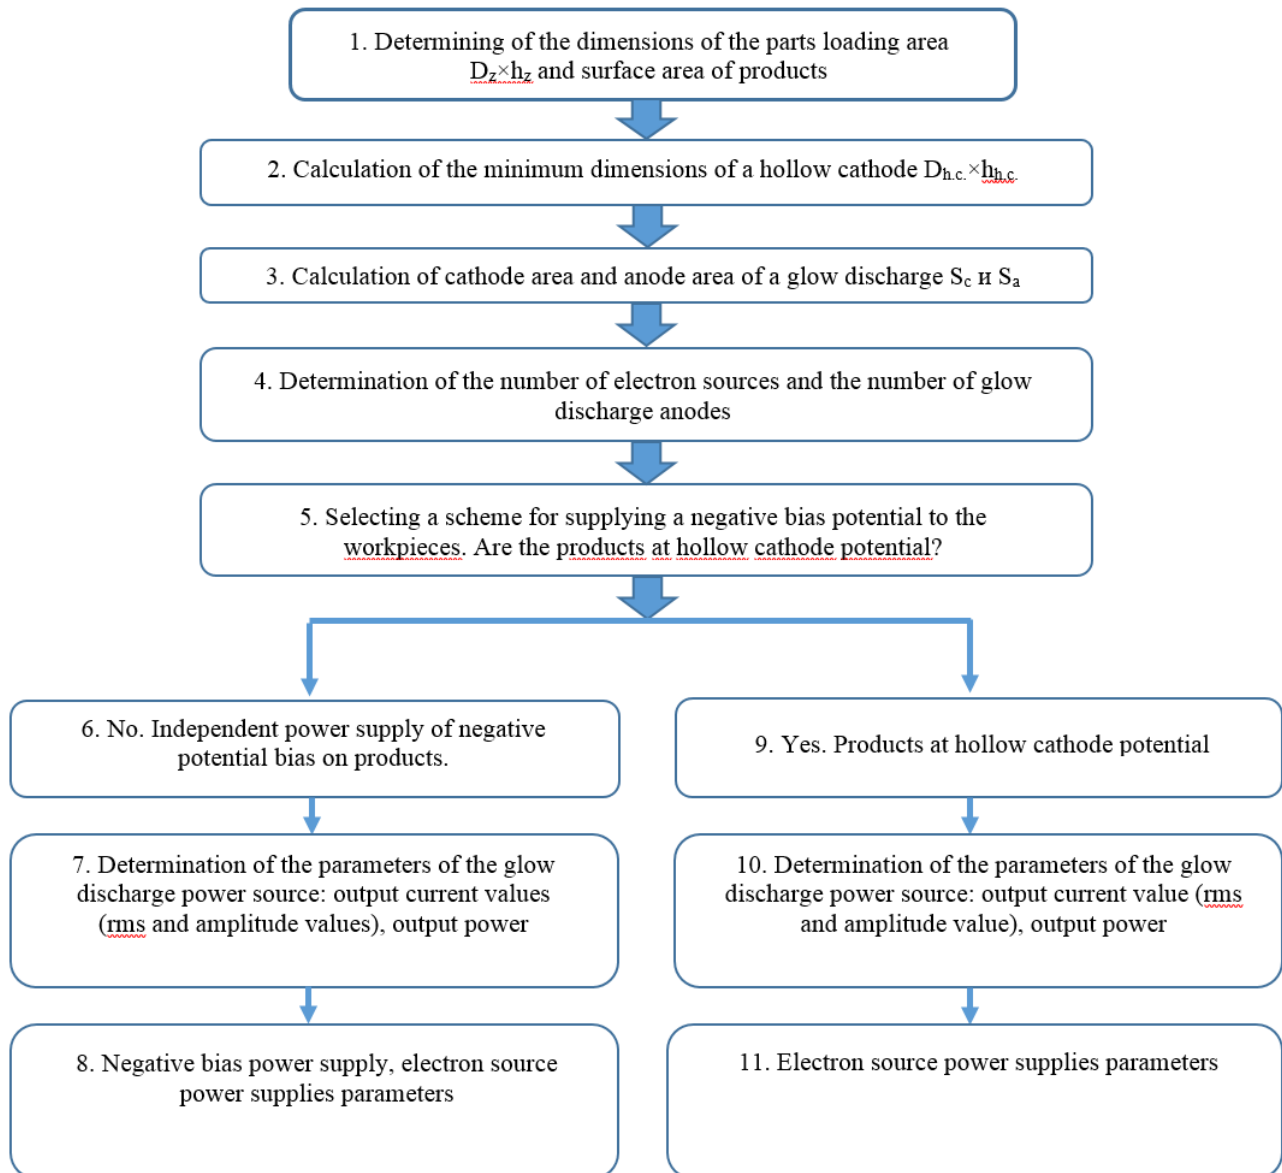 1. Determining of the dimensions of the parts loading area
D_z×h_z and surface area of products
2. Calculation of the minimum dimensions of a hollow cathode D_h.c.×h_h.c.
3. Calculation of cathode area and anode area of a glow discharge S_c и S_a
4. Determination of the number of electron sources and the number of glow
discharge anodes
5. Selecting a scheme for supplying a negative bias potential to the
workpieces. Are the products at hollow cathode potential?
6. No. Independent power supply of negative
potential bias on products.
7. Determination of the parameters of the glow
discharge power source: output current values
(rms and amplitude values), output power
8. Negative bias power supply, electron source
power supplies parameters
9. Yes. Products at hollow cathode potential
10. Determination of the parameters of the glow
discharge power source: output current value (rms
and amplitude value), output power
11. Electron source power supplies parameters